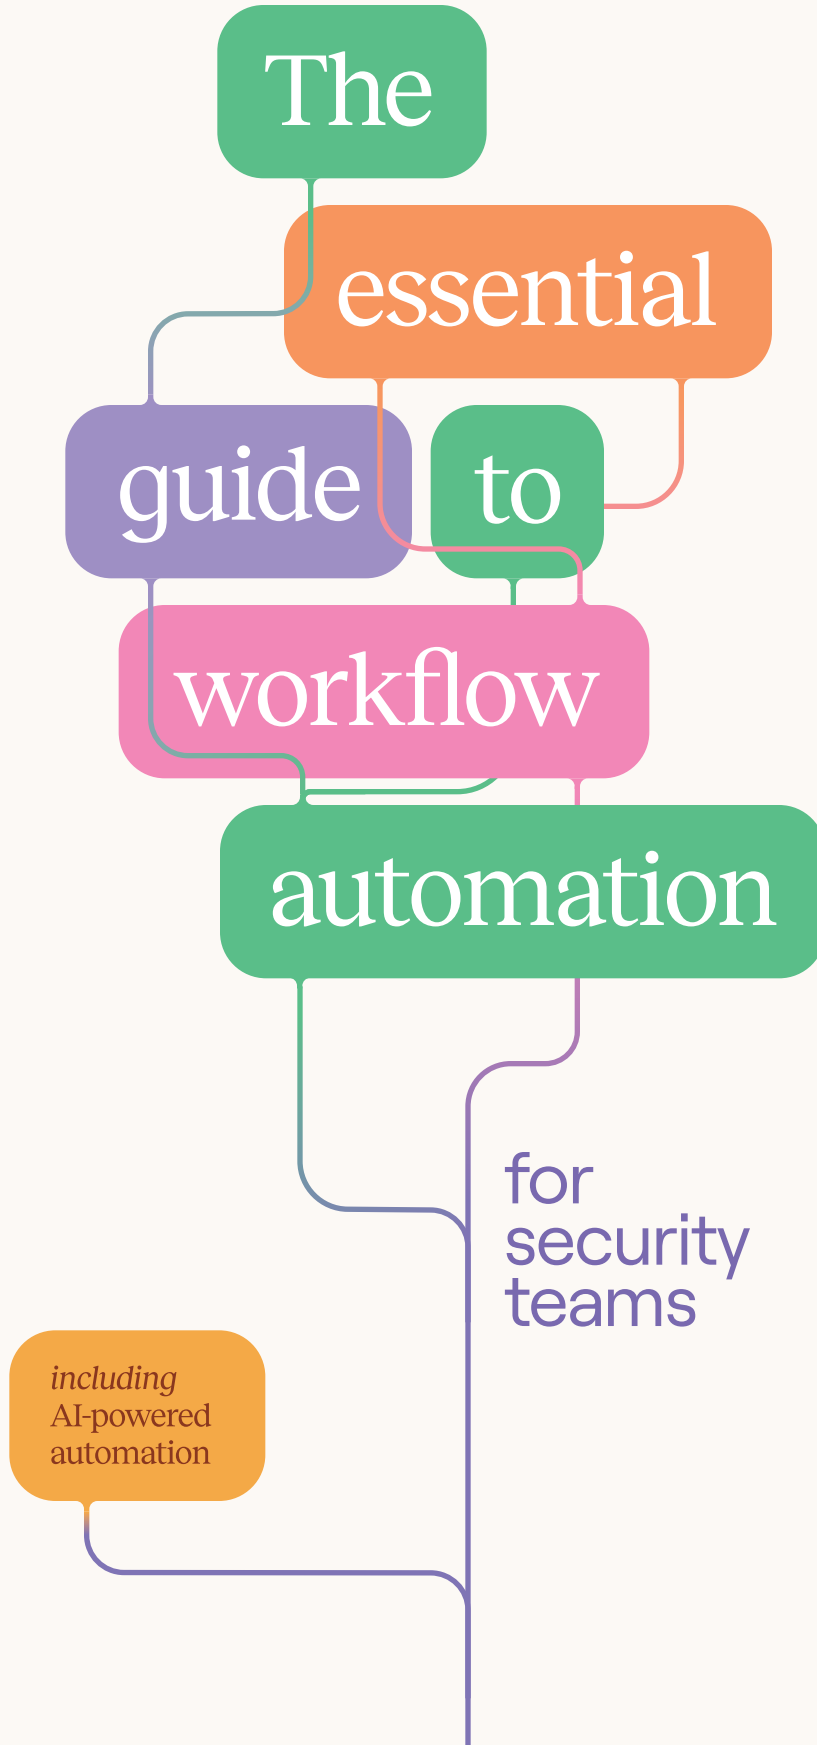 The
essential
guide to
workflow
automation
for
security
teams
including
AI-powered
automation